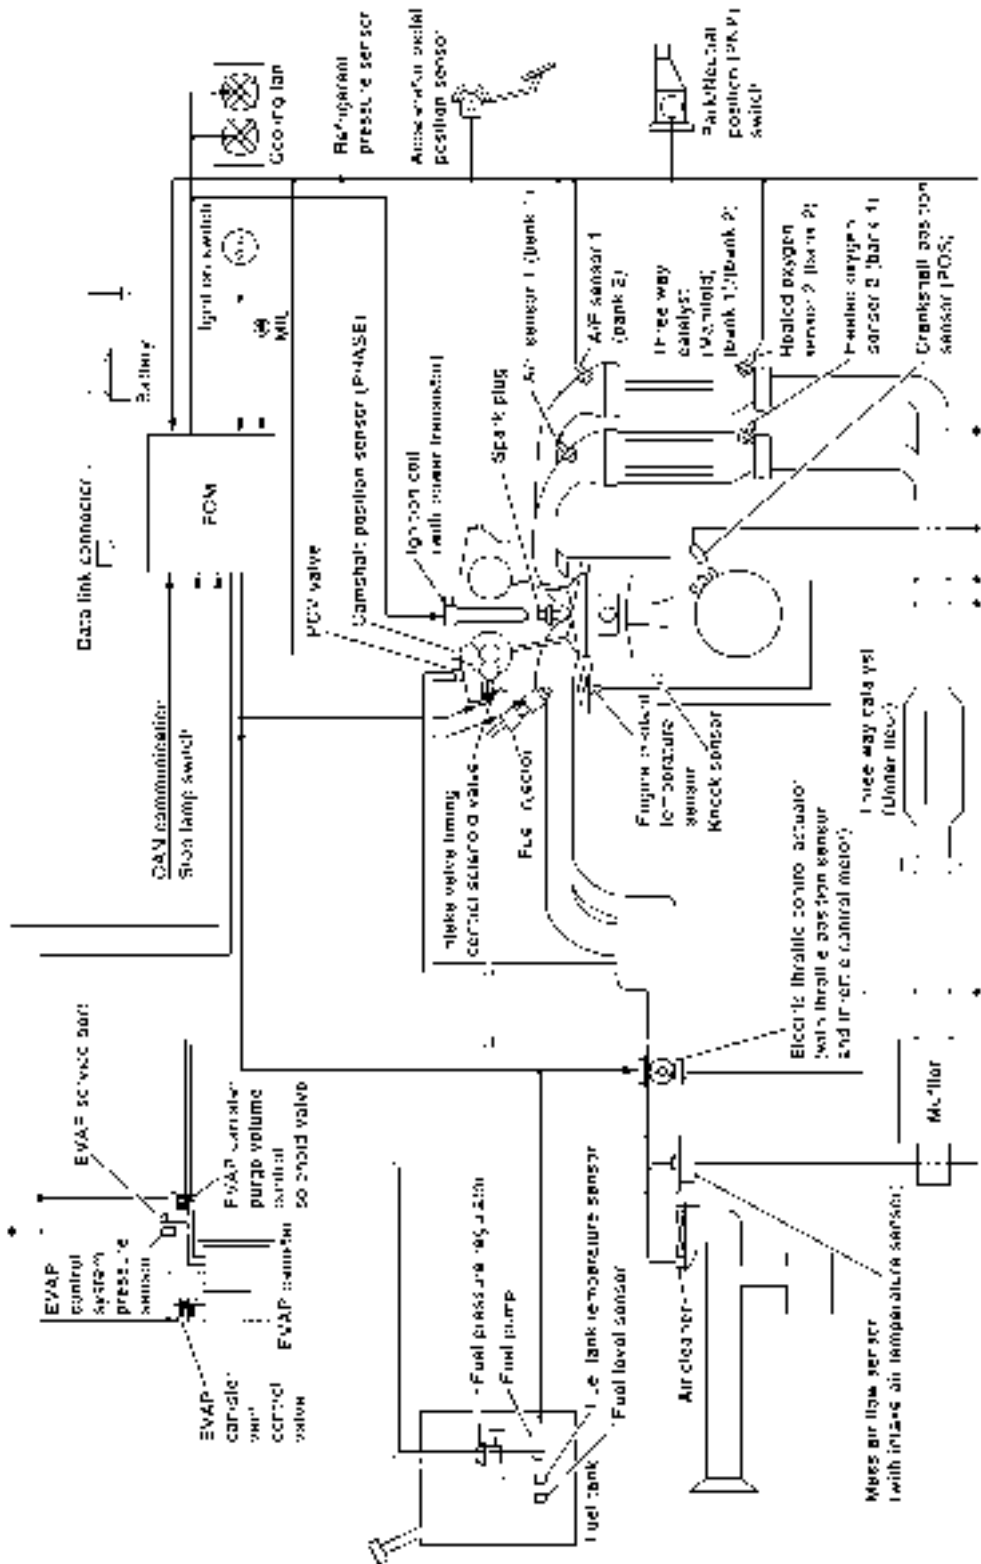 Cooling fan
Refrigerant
pressure sensor
Accelerator pedal
position sensor
Park/Neutral
position (PNP)
switch
Battery
Ignition switch
MIL
Data link connector
ECM
CAN communication
Stop lamp switch
PCV valve
Camshaft position sensor (PHASE)
Ignition coil
(with power transistor)
Spark plug
A/F sensor 1 (bank 1)
A/F sensor 1
(bank 2)
Three way
catalyst
(Manifold)
(bank 1)/(bank 2)
Heated oxygen
sensor 2 (bank 2)
Heated oxygen
sensor 2 (bank 1)
Crankshaft position
sensor (POS)
Intake valve timing
control solenoid valve
Fuel injector
Engine coolant
temperature
sensor
Knock sensor
Electric throttle control actuator
(with throttle position sensor
and throttle control motor)
Three way catalyst
(Under floor)
EVAP service port
EVAP canister
purge volume
control
solenoid valve
EVAP
control
system
pressure
sensor
EVAP canister
EVAP
canister
vent
control
valve
Fuel pressure regulator
Fuel pump
Fuel tank temperature sensor
Fuel level sensor
Fuel tank
Air cleaner
Mass air flow sensor
(with intake air temperature sensor)
Muffler